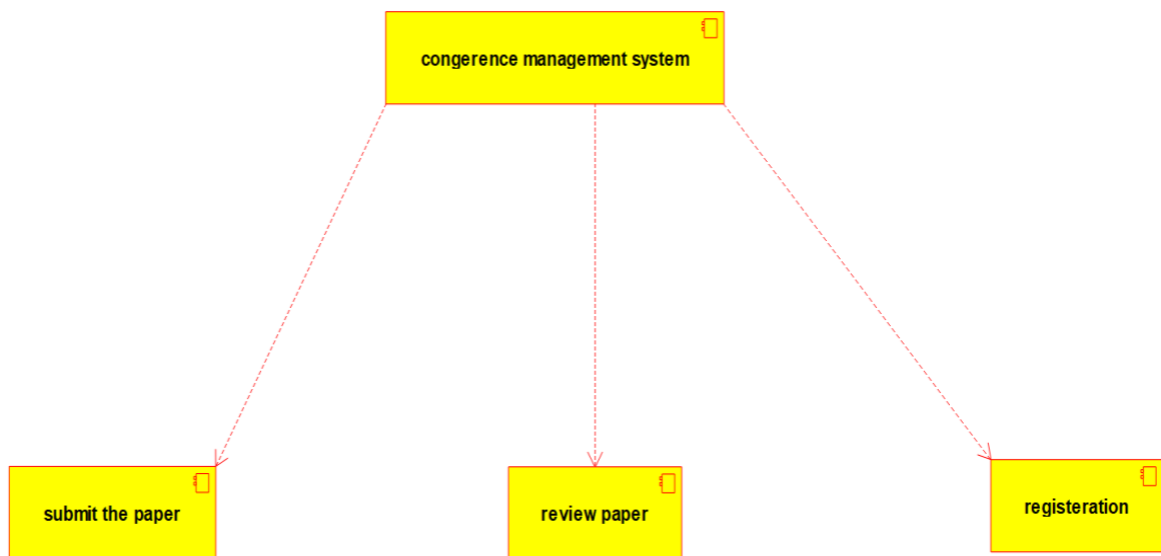 congerence management system
submit the paper
review paper
registeration